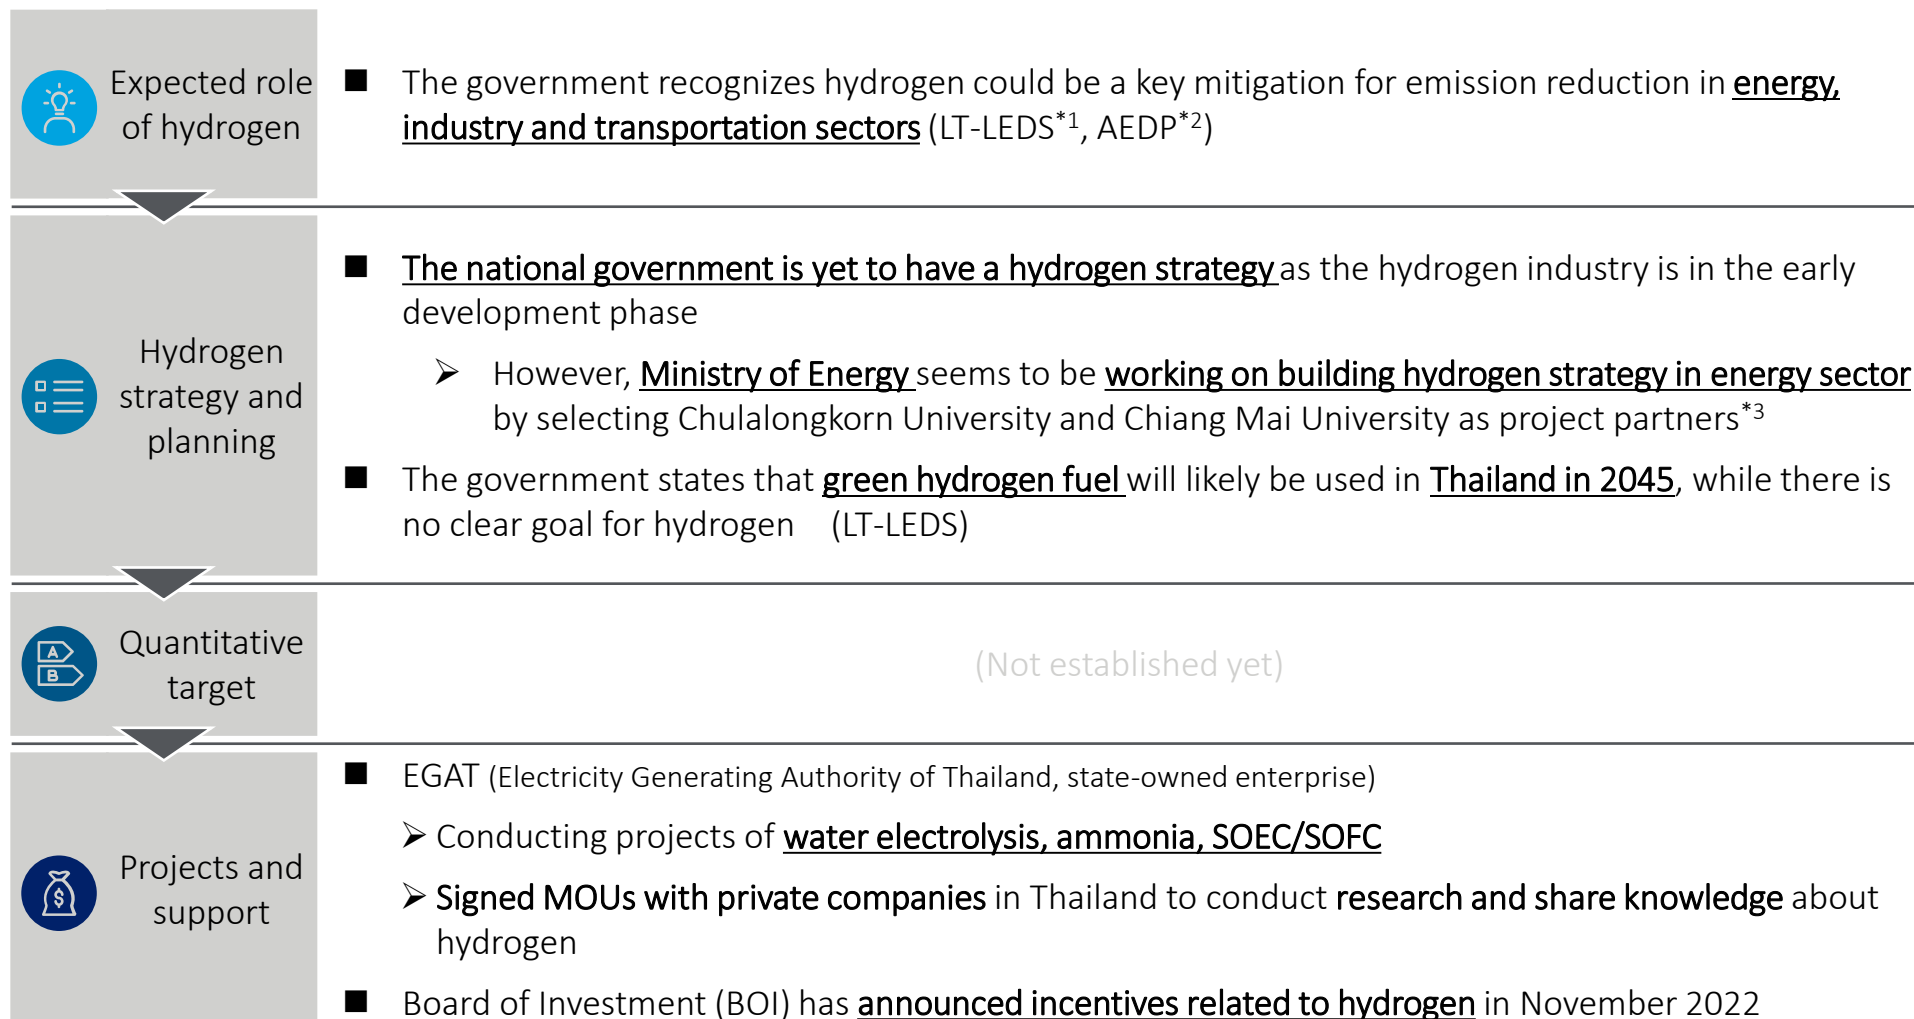 Expected role
of hydrogen
■ The government recognizes hydrogen could be a key mitigation for emission reduction in energy,
industry and transportation sectors (LT-LEDS*1, AEDP*2)
Hydrogen
strategy and
planning
■ The national government is yet to have a hydrogen strategy as the hydrogen industry is in the early
development phase
➢ However, Ministry of Energy seems to be working on building hydrogen strategy in energy sector
by selecting Chulalongkorn University and Chiang Mai University as project partners*3
■ The government states that green hydrogen fuel will likely be used in Thailand in 2045, while there is
no clear goal for hydrogen (LT-LEDS)
A
B
Quantitative
target
(Not established yet)
$
Projects and
support
■ EGAT (Electricity Generating Authority of Thailand, state-owned enterprise)
➢ Conducting projects of water electrolysis, ammonia, SOEC/SOFC
➢ Signed MOUs with private companies in Thailand to conduct research and share knowledge about
hydrogen
■ Board of Investment (BOI) has announced incentives related to hydrogen in November 2022